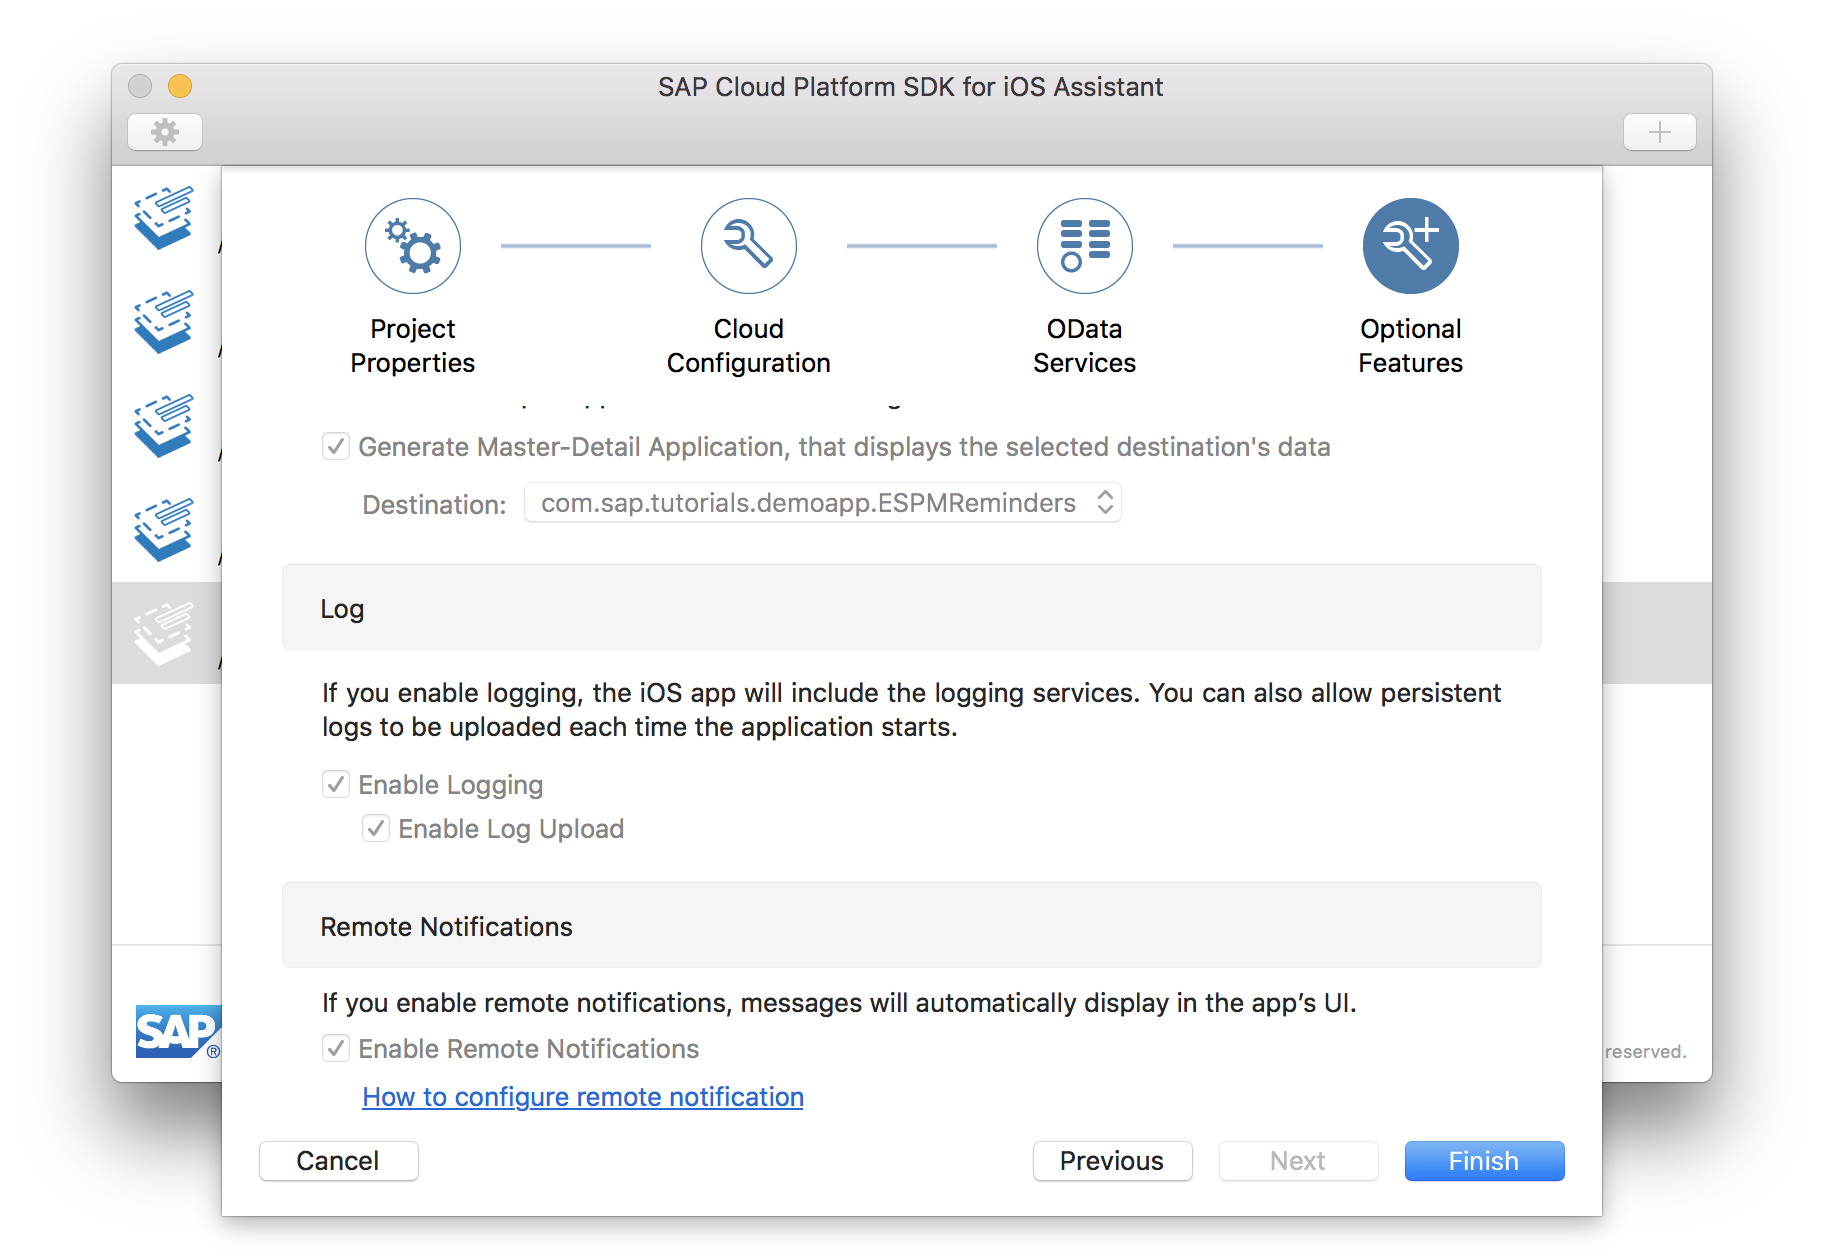 SAP Cloud Platform SDK for iOS Assistant
Project
Properties
Cloud
Configuration
OData
Services
Optional
Features
Generate Master-Detail Application, that displays the selected destination's data
Destination: com.sap.tutorials.demoapp.ESPMReminders
Log
If you enable logging, the iOS app will include the logging services. You can also allow persistent
logs to be uploaded each time the application starts.
Enable Logging
Enable Log Upload
Remote Notifications
If you enable remote notifications, messages will automatically display in the app’s UI.
Enable Remote Notifications
SAP®
reserved.
How to configure remote notification
Cancel
Previous
Next
Finish